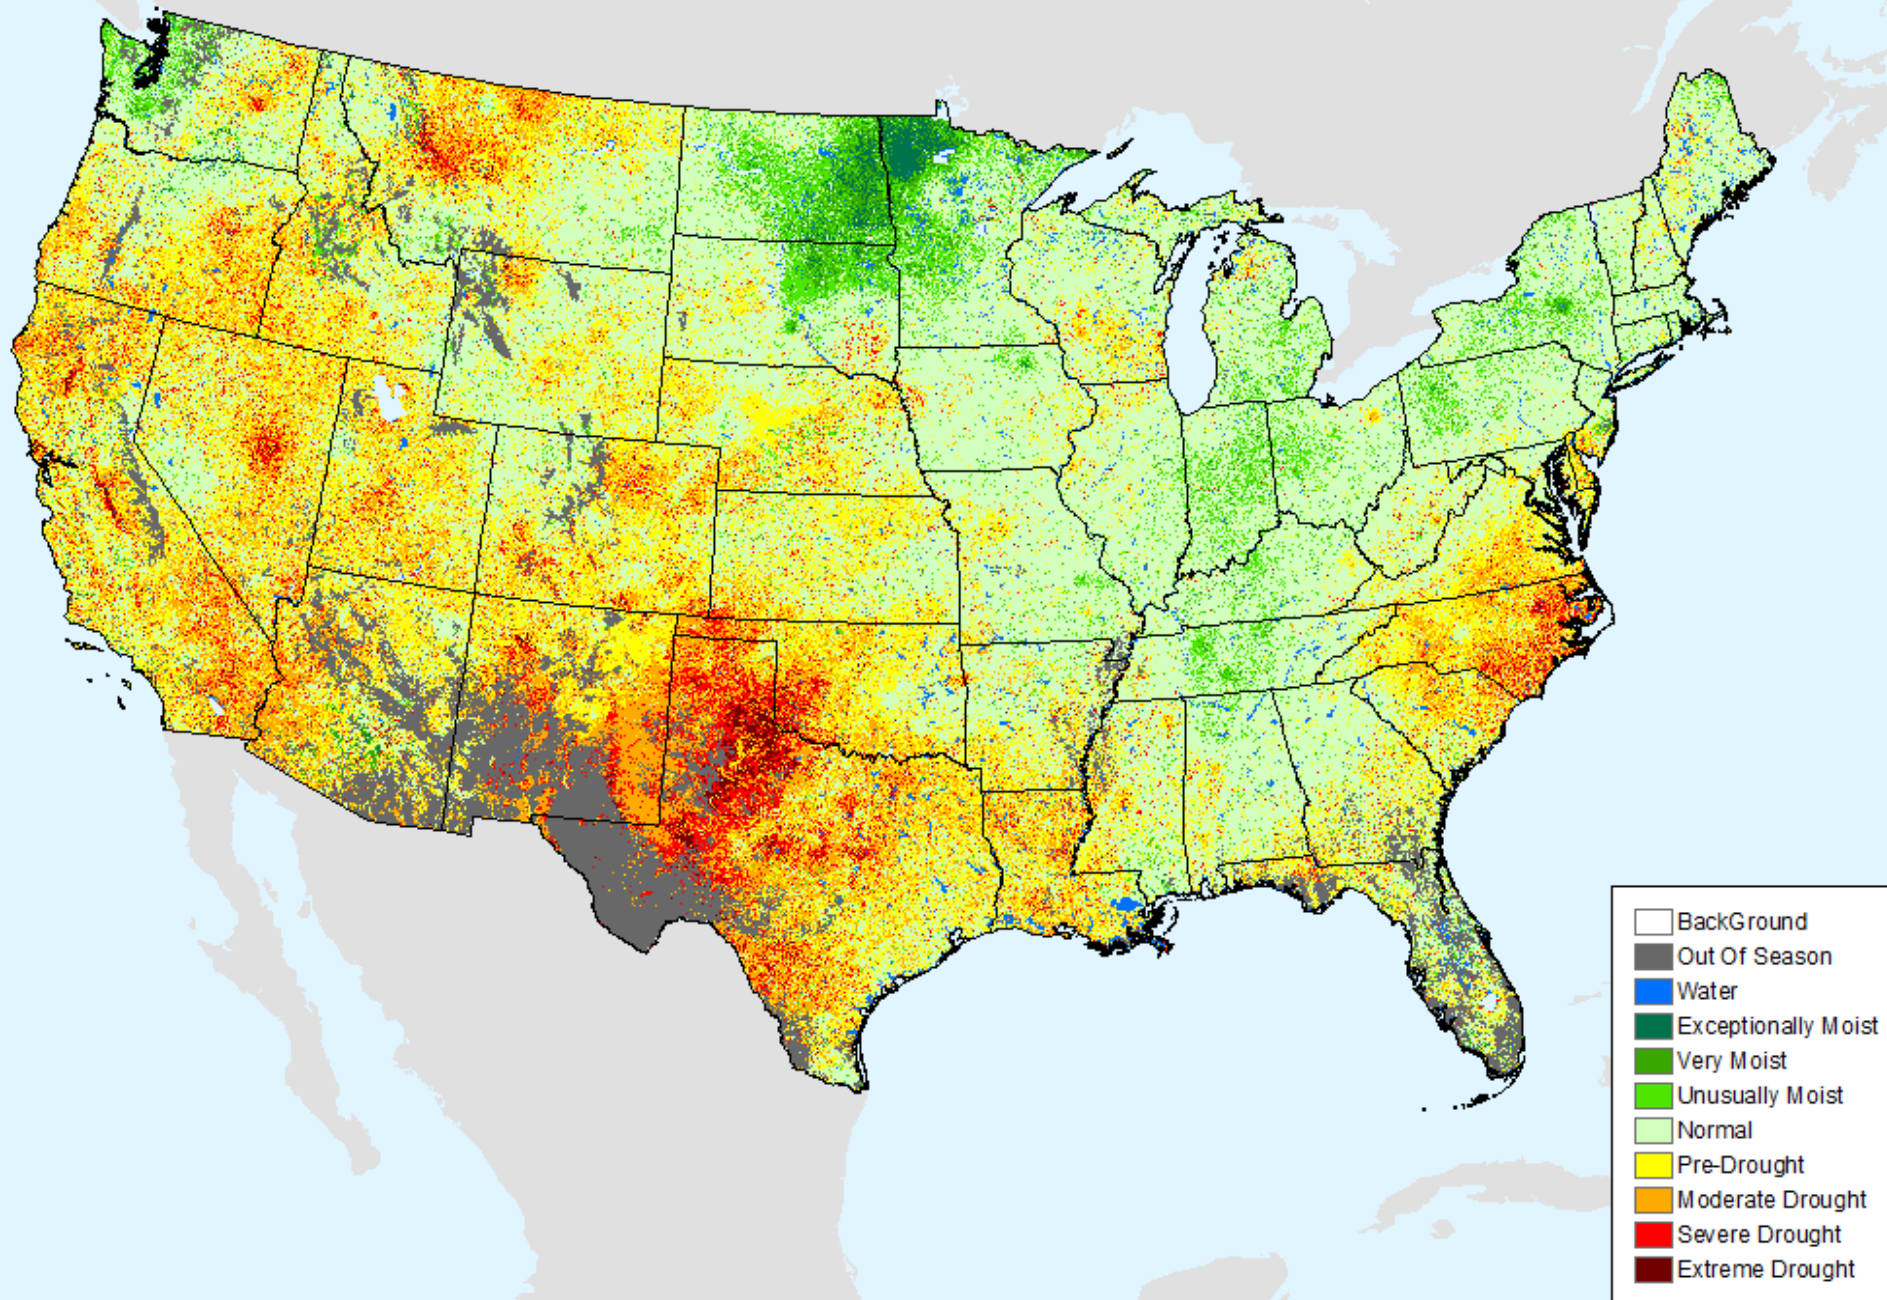 BackGround
Out Of Season
Water
Exceptionally Moist
Very Moist
Unusually Moist
Normal
Pre-Drought
Moderate Drought
Severe Drought
Extreme Drought